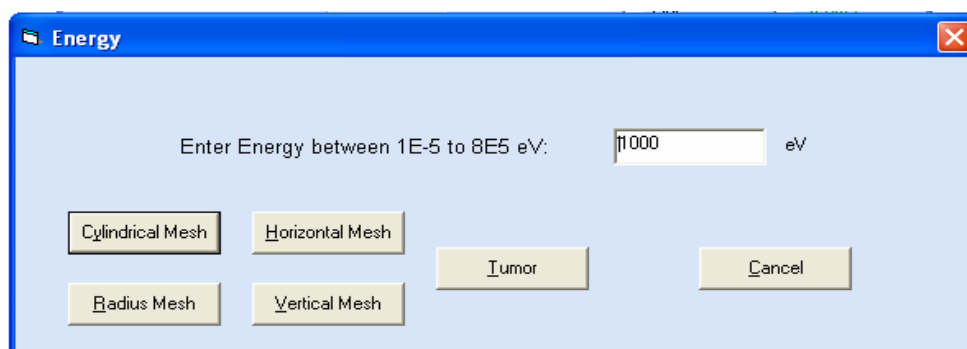 Energy
Enter Energy between 1E-5 to 8E5 eV: 1000 eV
Cylindrical Mesh Horizontal Mesh
Tumor Cancel
Radius Mesh Vertical Mesh